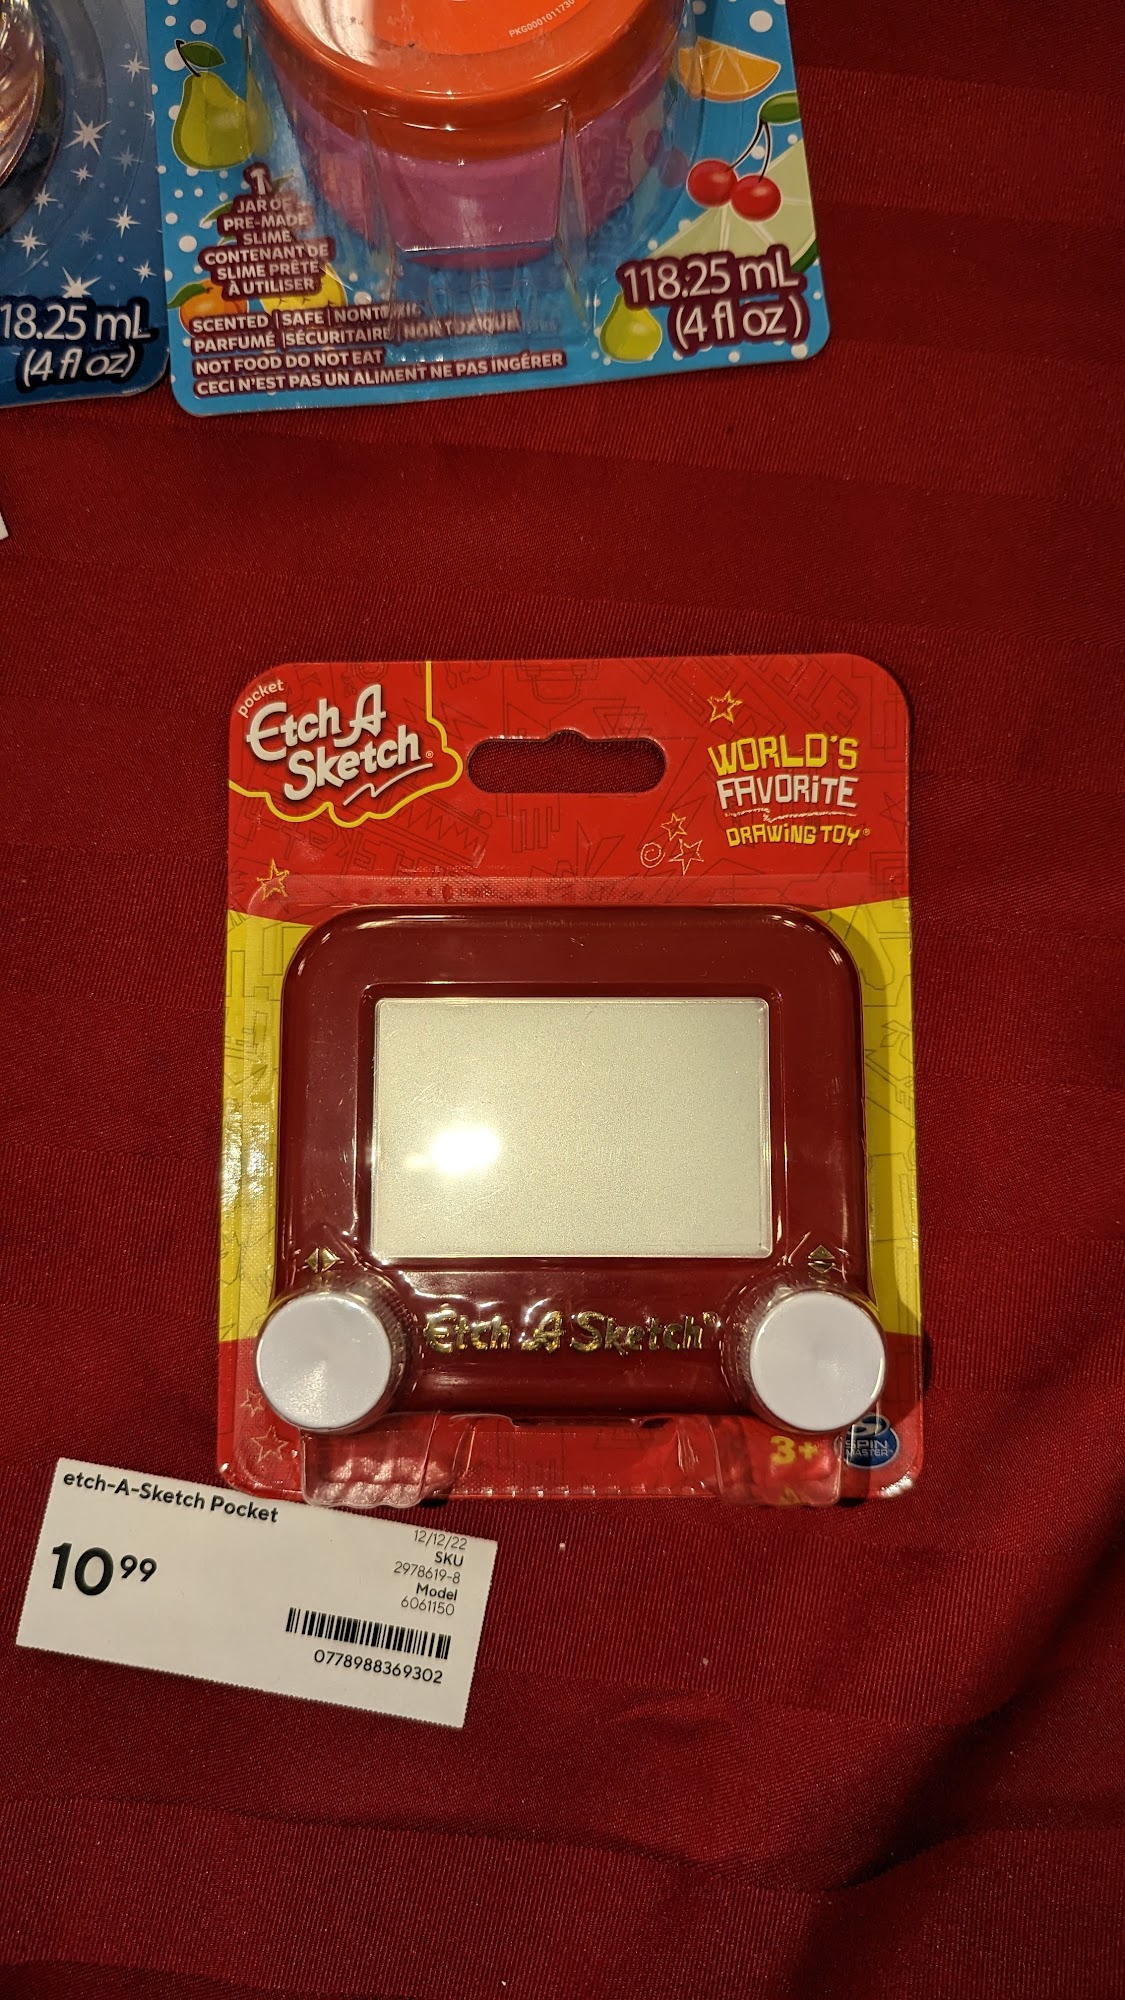 PKG0001011730
1
JAR OF
PRE-MADE
SLIME
CONTENANT DE
SLIME PRÊTE
À UTILISER
SCENTED | SAFE | NONTOXIC
PARFUMÉ | SÉCURITAIRE | NON TOXIQUE
NOT FOOD DO NOT EAT
CECI N'EST PAS UN ALIMENT NE PAS INGÉRER
118.25 mL
(4 fl oz)
18.25 mL
(4 fl oz)
pocket
Etch A
Sketch®
WORLD'S
FAVORITE
DRAWING TOY®
Etch A Sketch
3+
SPIN
MASTER
etch-A-Sketch Pocket
10 99
12/12/22
SKU
2978619-8
Model
6061150
0778988369302